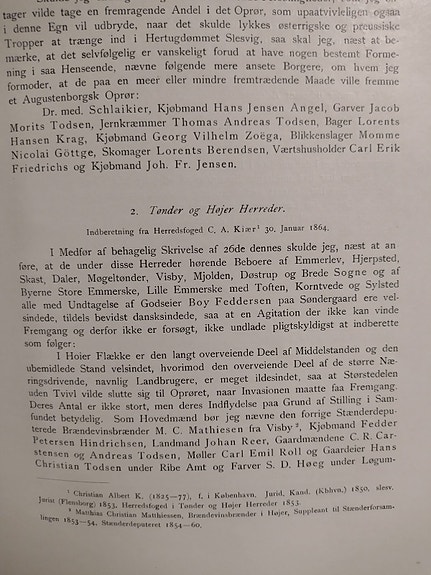 tager vilde tage en fremragende Andel i det Oprør, som upaatvivleligen ogsaa
i denne Egn vil udbryde, naar det skulde lykkes østerrigske og preussiske
Tropper at trænge ind i Hertugdømmet Slesvig, saa skal jeg, næst at be-
mærke, at det selvfølgelig er vanskeligt forud at have nogen bestemt Forme-
ning i saa Henseende, nævne følgende mere ansete Borgere, om hvem jeg
formoder, at de paa en meer eller mindre fremtrædende Maade ville fremme
et Augustenborgsk Oprør:
Dr. med. Schlaikier, Kjøbmand Hans Jensen Angel, Garver Jacob
Morits Todsen, Jernkræmmer Thomas Andreas Todsen, Bager Lorents
Hansen Krag, Kjøbmand Georg Vilhelm Zoëga, Blikkenslager Momme
Nicolai Göttge, Skomager Lorents Berendsen, Værtshusholder Carl Erik
Friedrichs og Kjøbmand Joh. Fr. Jensen.
2. Tønder og Højer Herreder.
Indberetning fra Herredsfoged C. A. Kiær¹ 30. Januar 1864.
I Medfør af behagelig Skrivelse af 26de dennes skulde jeg, næst at an-
føre, at de under disse Herreder hørende Beboere af Emmerlev, Hjerpsted,
Skast, Daler, Møgeltønder, Visby, Mjolden, Døstrup og Brede Sogne og af
Byerne Store Emmerske, Lille Emmerske med Toften, Korntvede og Sylsted
alle med Undtagelse af Godseier Boy Feddersen paa Søndergaard ere vel-
sindede, tildels bevidst dansksindede, saa at en Agitation der ikke kan vinde
Fremgang og derfor ikke er forsøgt, ikke undlade pligtskyldigst at indberette
som følger:
I Hoier Flække er den langt overveiende Deel af Middelstanden og den
ubemidlede Stand velsindet, hvorimod den overveiende Deel af de større Næ-
ringsdrivende, navnlig Landbrugere, er meget ildesindet, saa at Størstedelen
uden Tvivl vilde slutte sig til Oprøret, naar Invasionen maatte faa Fremgang.
Deres Antal er ikke stort, men deres Indflydelse paa Grund af Stilling i Sam-
fundet betydelig. Som Hovedmænd bør jeg nævne den forrige Stænderdepu-
terede Brændevinsbrænder M. C. Mathiesen fra Visby², Kjøbmand Fedder
Petersen Hindrichsen, Landmand Johan Reer, Gaardmændene C. R. Car-
stensen og Andreas Todsen, Møller Carl Emil Roll og Gaardeier Hans
Christian Todsen under Ribe Amt og Farver S. D. Høeg under Løgum-
¹ Christian Albert K. (1825—77), f. i København. Jurid. Kand. (Kbhvn.) 1850, slesv.
Jurist (Flensborg) 1853, Herredsfoged i Tønder og Højer Herreder 1853.
² Matthias Christian Matthiessen, Brændevinsbrænder i Højer, Suppleant til Stænderforsam-
lingen 1853—54. Stænderdeputeret 1854—60.